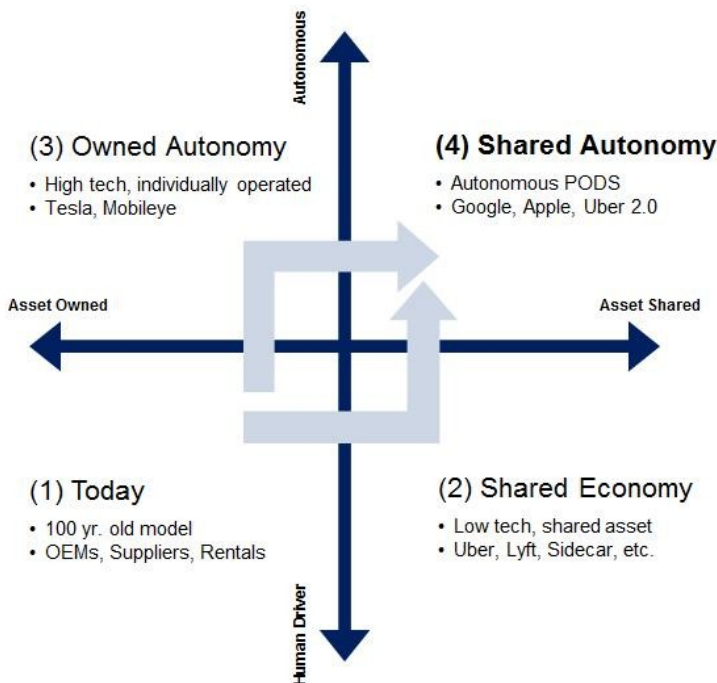 Autonomous
(3) Owned Autonomy
• High tech, individually operated
• Tesla, Mobileye
(4) Shared Autonomy
• Autonomous PODS
• Google, Apple, Uber 2.0
Asset Owned
Asset Shared
(1) Today
• 100 yr. old model
• OEMs, Suppliers, Rentals
(2) Shared Economy
• Low tech, shared asset
• Uber, Lyft, Sidecar, etc.
Human Driver